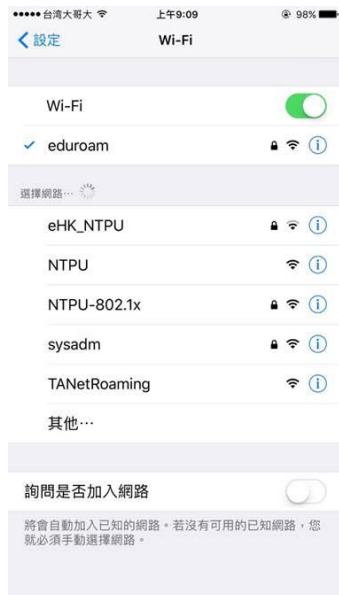 台湾大哥大 上午9:09 98%
設定 Wi-Fi
Wi-Fi
eduroam
選擇網路…
eHK_NTPU
NTPU
NTPU-802.1x
sysadm
TANetRoaming
其他…
詢問是否加入網路
將會自動加入已知的網路。若沒有可用的已知網路，您
就必須手動選擇網路。